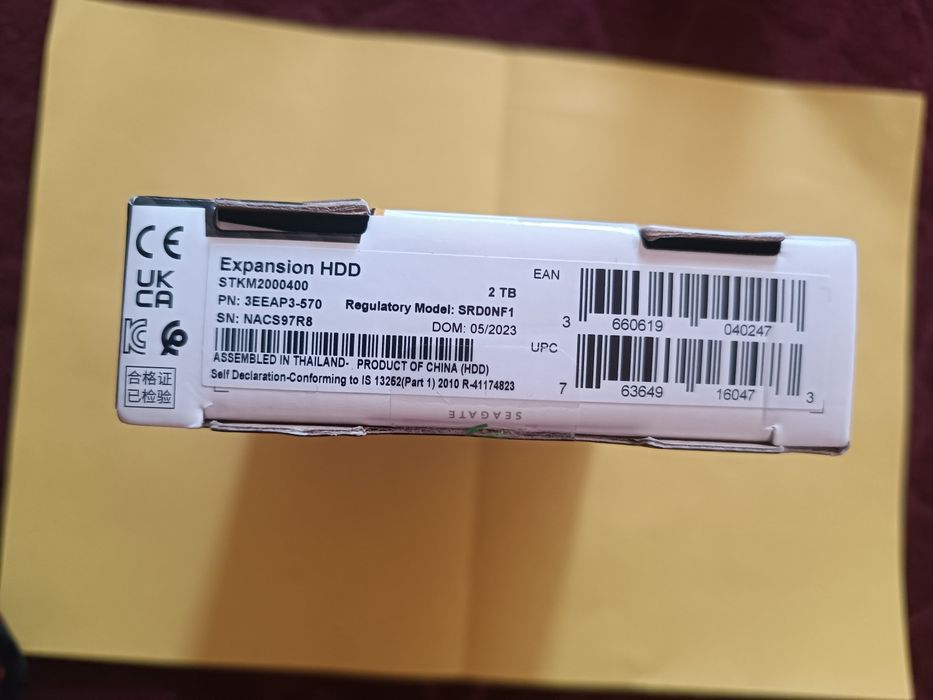 CE
UK
CA
合格证
已检验
Expansion HDD
STKM2000400
2 TB
PN: 3EEAP3-570
Regulatory Model: SRD0NF1
SN: NACS97R8
DOM: 05/2023
ASSEMBLED IN THAILAND- PRODUCT OF CHINA (HDD)
Self Declaration-Conforming to IS 13252(Part 1) 2010 R-41174823
EAN
3 660619 040247
UPC
7 63649 16047 3
SEAGATE